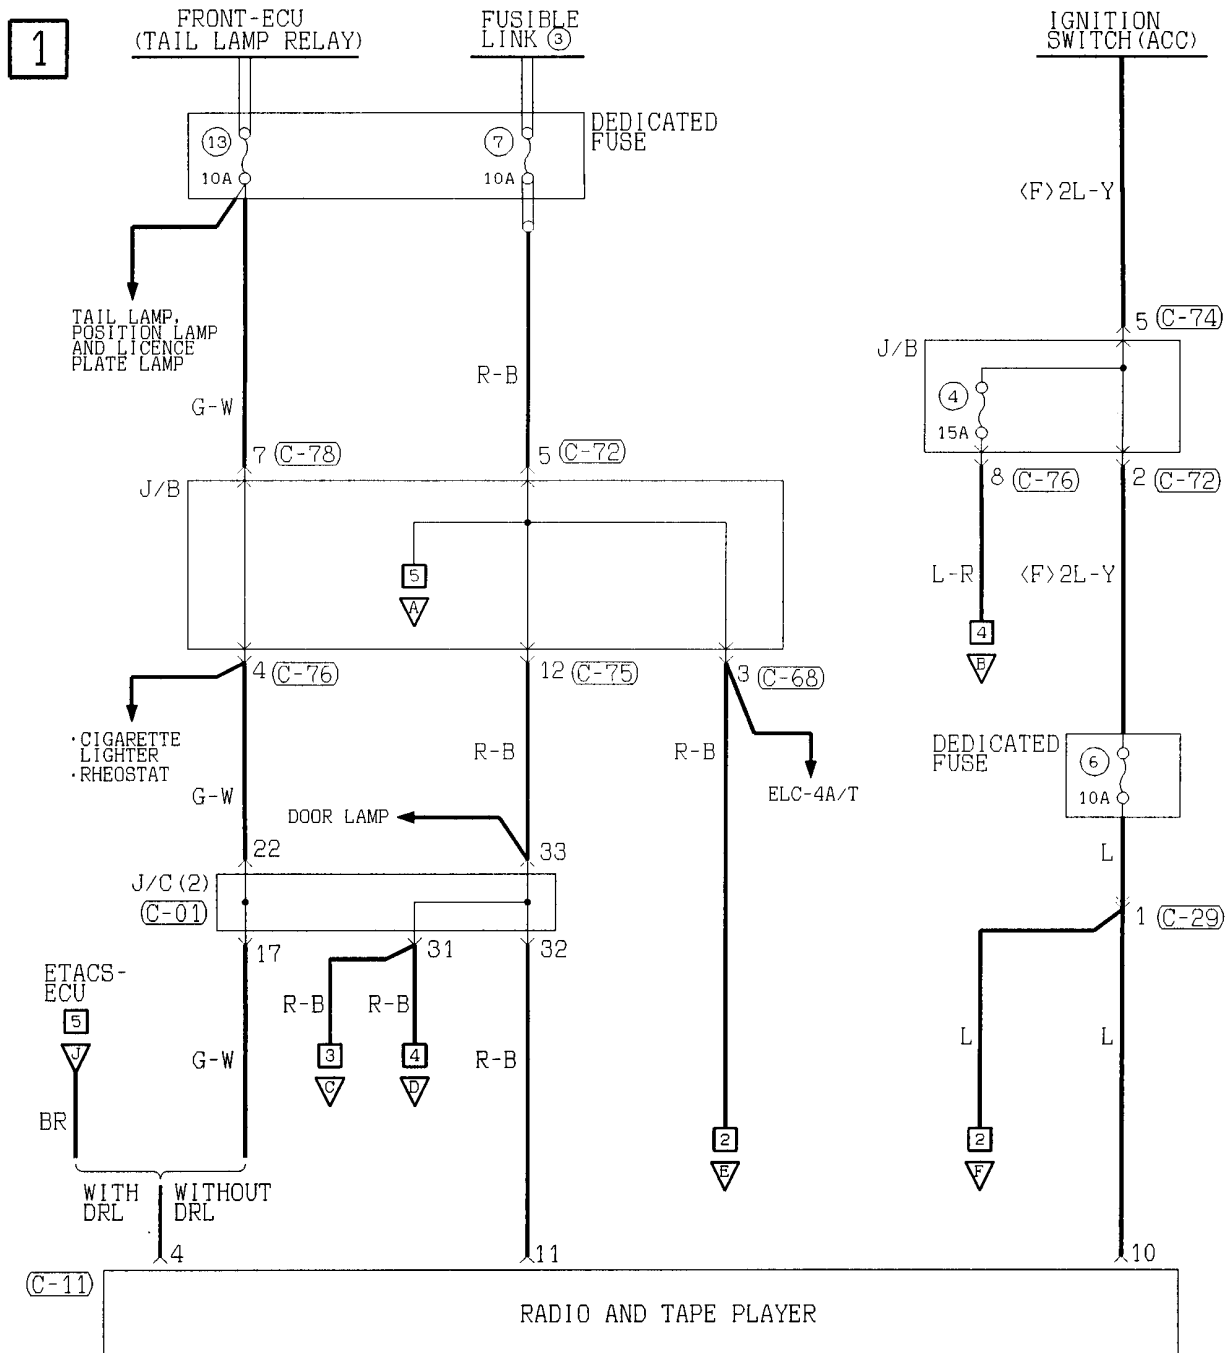 1
FRONT-ECU
(TAIL LAMP RELAY)
FUSIBLE
LINK ③
IGNITION
SWITCH(ACC)
DEDICATED
FUSE
13
10A
7
10A
<F>2L-Y
TAIL LAMP,
POSITION LAMP
AND LICENCE
PLATE LAMP
G-W
R-B
5 (C-74)
J/B
4
15A
7 (C-78)
5 (C-72)
8 (C-76)
2 (C-72)
J/B
5
A
L-R
<F>2L-Y
4
B
4 (C-76)
12 (C-75)
3 (C-68)
·CIGARETTE
LIGHTER
·RHEOSTAT
G-W
R-B
R-B
ELC-4A/T
DEDICATED
FUSE
6
10A
DOOR LAMP
22
33
L
J/C(2)
(C-01)
1 (C-29)
17
31
32
ETACS-
ECU
5
J
R-B
R-B
3
C
4
D
G-W
R-B
L
L
BR
2
E
2
F
WITH
DRL
WITHOUT
DRL
4
11
10
(C-11)
RADIO AND TAPE PLAYER